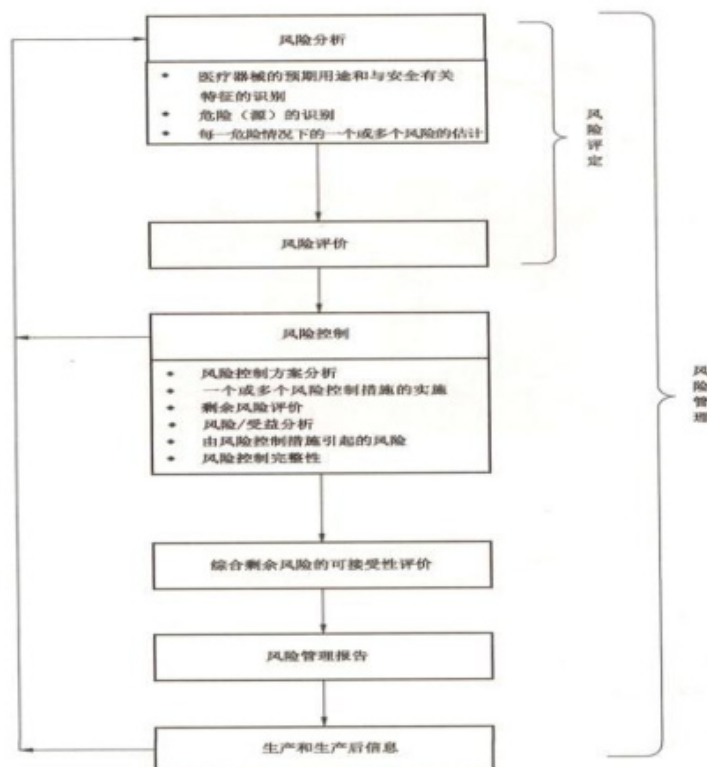 风险分析
• 医疗器械的预期用途和与安全有关
特征的识别
• 危险（源）的识别
• 每一危险情况下的一个或多个风险的估计
风险评价
风险评定
风险控制
• 风险控制方案分析
• 一个或多个风险控制措施的实施
• 剩余风险评价
• 风险/受益分析
• 由风险控制措施引起的风险
• 风险控制完整性
风险管理
综合剩余风险的可接受性评价
风险管理报告
生产和生产后信息